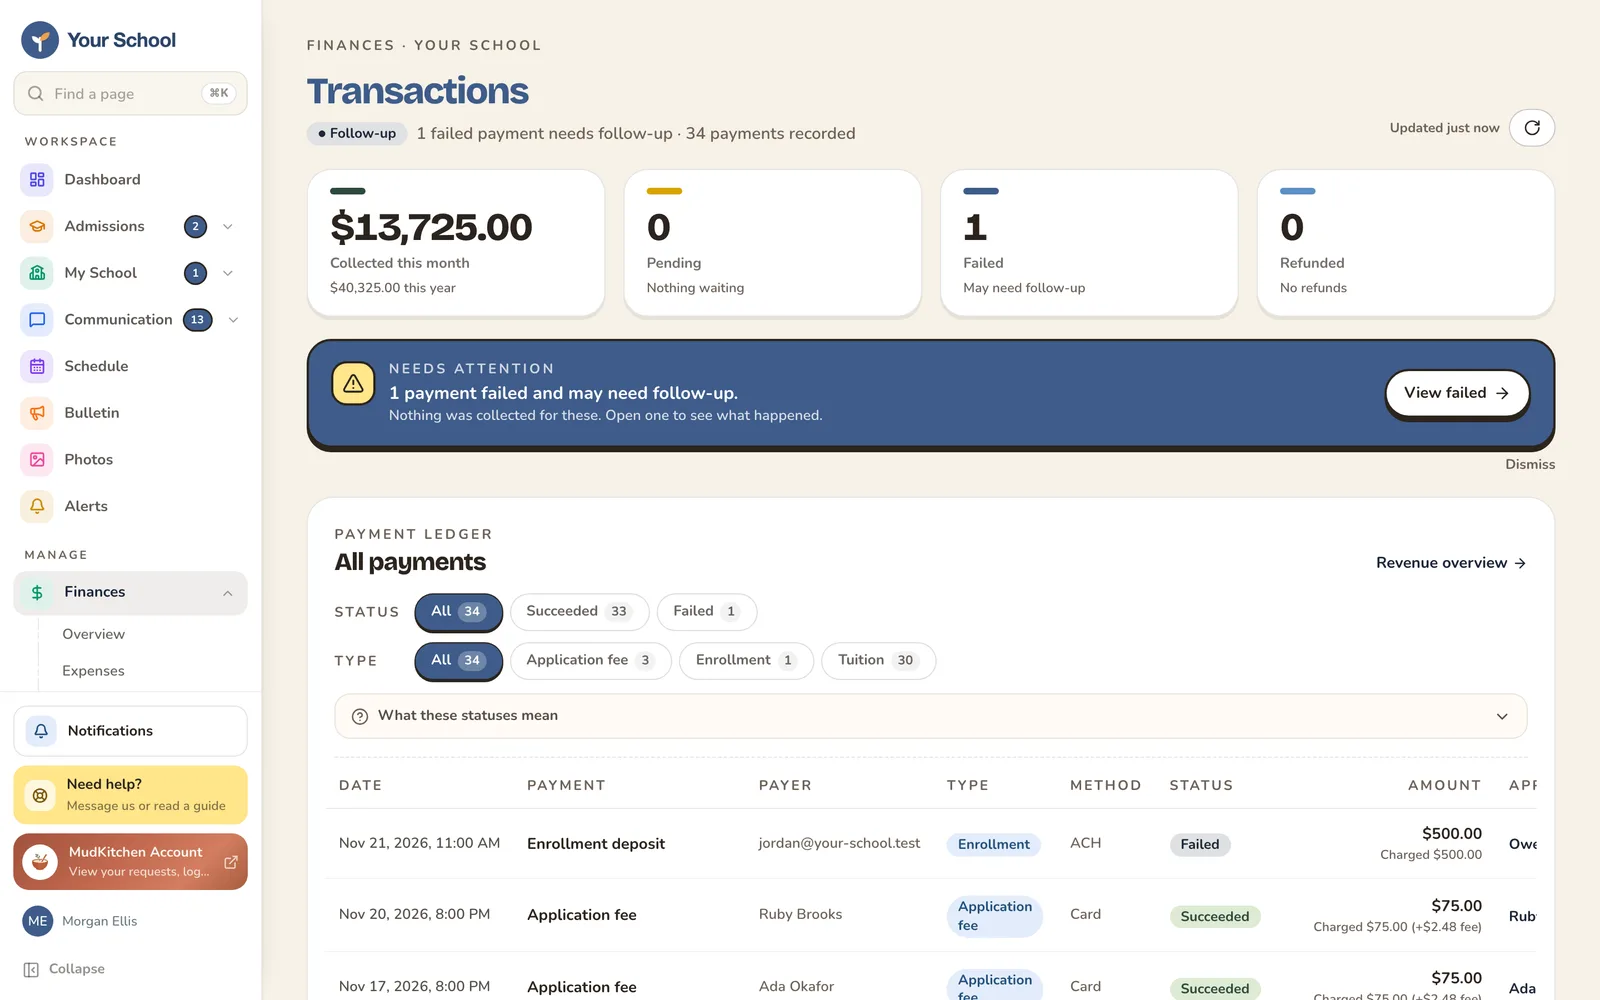 Your School
Find a page
⌘K
WORKSPACE
Dashboard
Admissions 2
My School 1
Communication 13
Schedule
Bulletin
Photos
Alerts
MANAGE
Finances
Overview
Expenses
Notifications
Need help?
Message us or read a guide
MudKitchen Account
View your requests, log...
ME Morgan Ellis
Collapse
FINANCES · YOUR SCHOOL
Transactions
Follow-up 1 failed payment needs follow-up · 34 payments recorded
Updated just now
$13,725.00
Collected this month
$40,325.00 this year
0
Pending
Nothing waiting
1
Failed
May need follow-up
0
Refunded
No refunds
NEEDS ATTENTION
1 payment failed and may need follow-up.
Nothing was collected for these. Open one to see what happened.
View failed →
Dismiss
PAYMENT LEDGER
All payments
Revenue overview →
STATUS All 34 Succeeded 33 Failed 1
TYPE All 34 Application fee 3 Enrollment 1 Tuition 30
What these statuses mean
DATE PAYMENT PAYER TYPE METHOD STATUS AMOUNT
Nov 21, 2026, 11:00 AM Enrollment deposit jordan@your-school.test Enrollment ACH Failed $500.00
Charged $500.00
Nov 20, 2026, 8:00 PM Application fee Ruby Brooks Application fee Card Succeeded $75.00
Charged $75.00 (+$2.48 fee)
Nov 17, 2026, 8:00 PM Application fee Ada Okafor Application fee Card Succeeded $75.00
Charged $75.00 (+$2.48 fee)
Ada